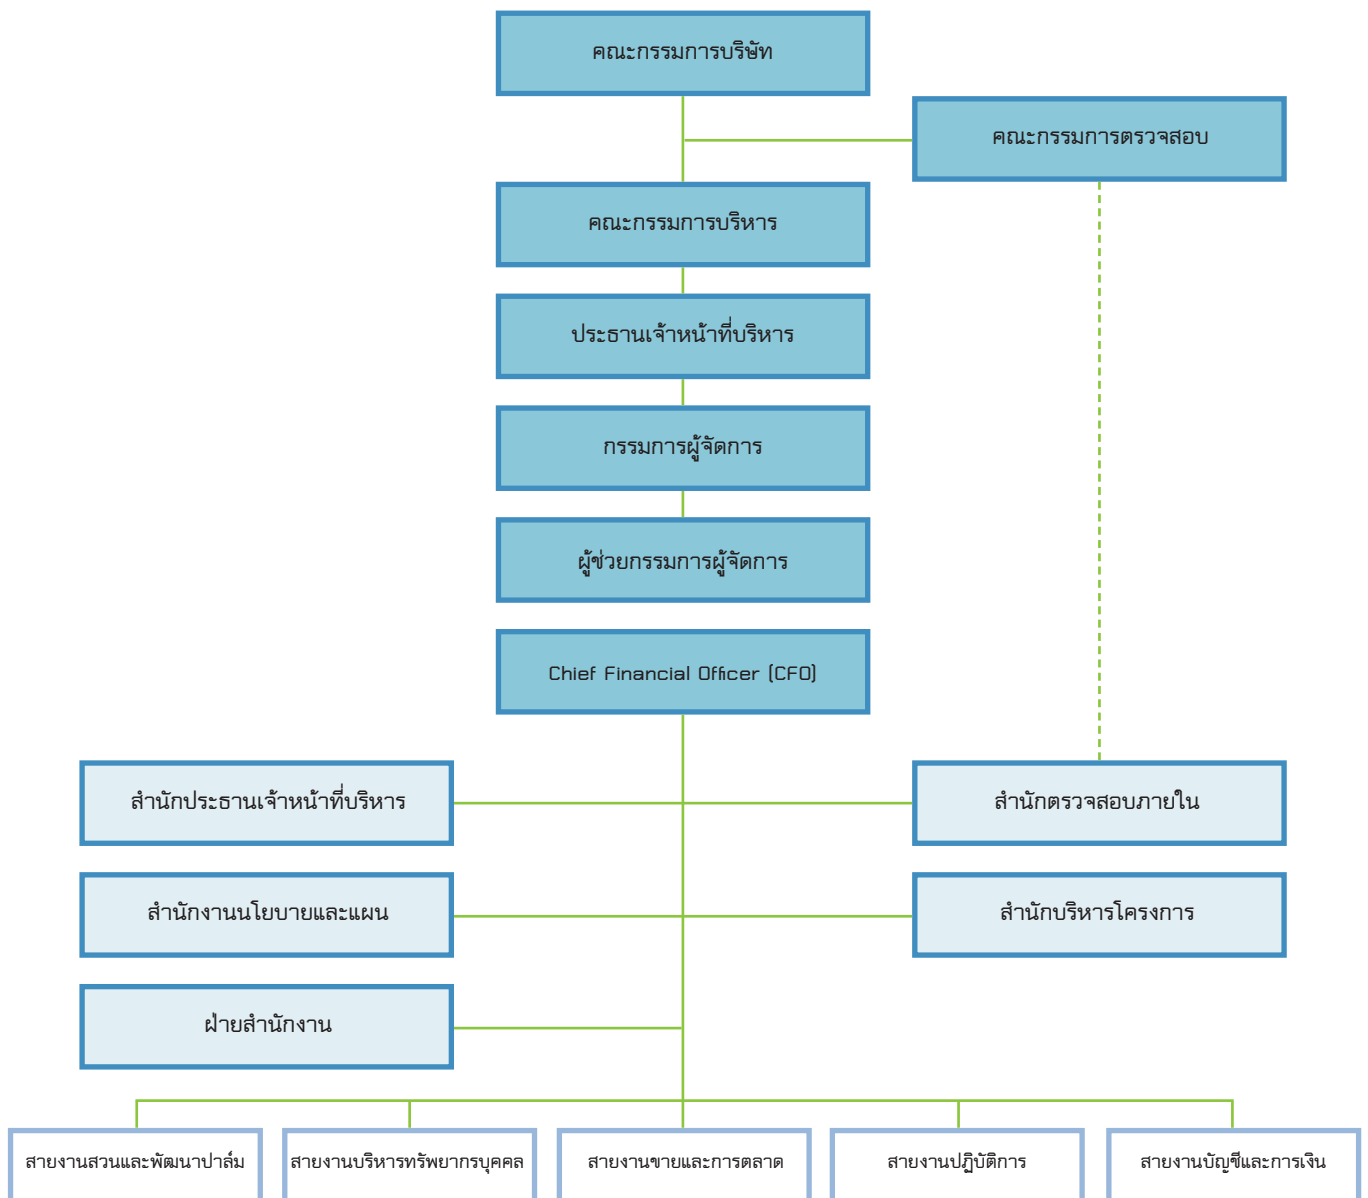 คณะกรรมการบริษัท
คณะกรรมการตรวจสอบ
คณะกรรมการบริหาร
ประธานเจ้าหน้าที่บริหาร
กรรมการผู้จัดการ
ผู้ช่วยกรรมการผู้จัดการ
Chief Financial Officer (CFO)
สำนักประธานเจ้าหน้าที่บริหาร
สำนักตรวจสอบภายใน
สำนักงานนโยบายและแผน
สำนักบริหารโครงการ
ฝ่ายสำนักงาน
สายงานสวนและพัฒนาปาล์ม
สายงานบริหารทรัพยากรบุคคล
สายงานขายและการตลาด
สายงานปฏิบัติการ
สายงานบัญชีและการเงิน